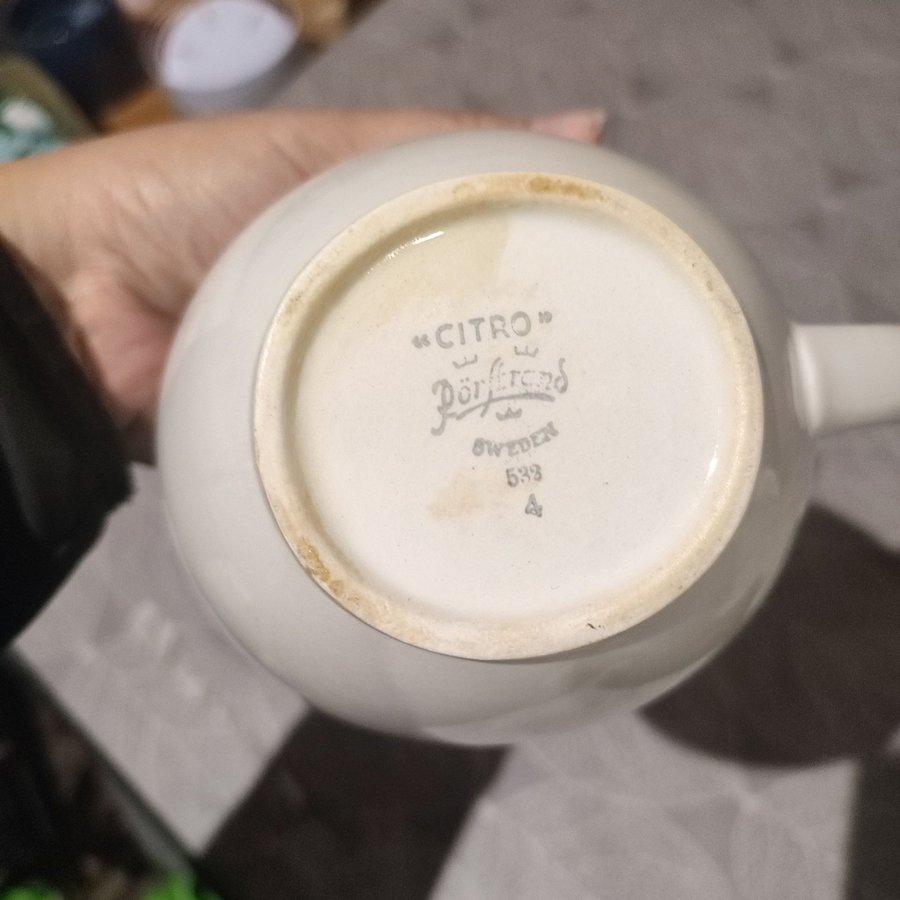 "CITRO"
Rörstrand
SWEDEN
533
4